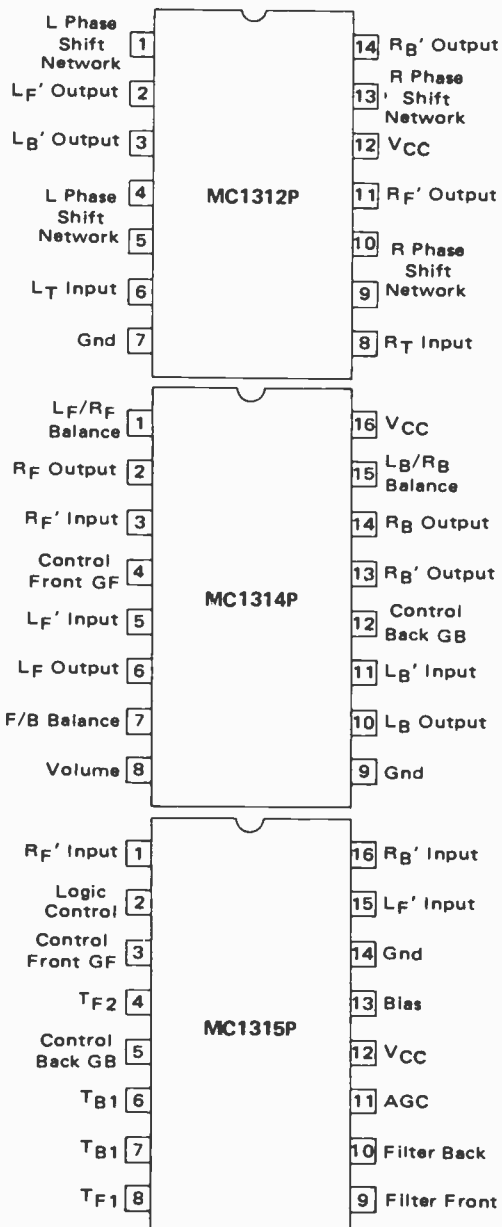 L Phase
Shift
Network
1
LF' Output 2
LB' Output 3
L Phase
Shift
Network
4
5
LT Input 6
Gnd 7
MC1312P
14 RB' Output
13 R Phase
Shift
Network
12 VCC
11 RF' Output
10 R Phase
Shift
Network
9
8 RT Input
LF/RF
Balance 1
RF Output 2
RF' Input 3
Control
Front GF 4
LF' Input 5
LF Output 6
F/B Balance 7
Volume 8
MC1314P
16 VCC
15 LB/RB
Balance
14 RB Output
13 RB' Output
12 Control
Back GB
11 LB' Input
10 LB Output
9 Gnd
RF' Input 1
Logic
Control 2
Control
Front GF 3
TF2 4
Control
Back GB 5
TB1 6
TB1 7
TF1 8
MC1315P
16 RB' Input
15 LF' Input
14 Gnd
13 Bias
12 VCC
11 AGC
10 Filter Back
9 Filter Front